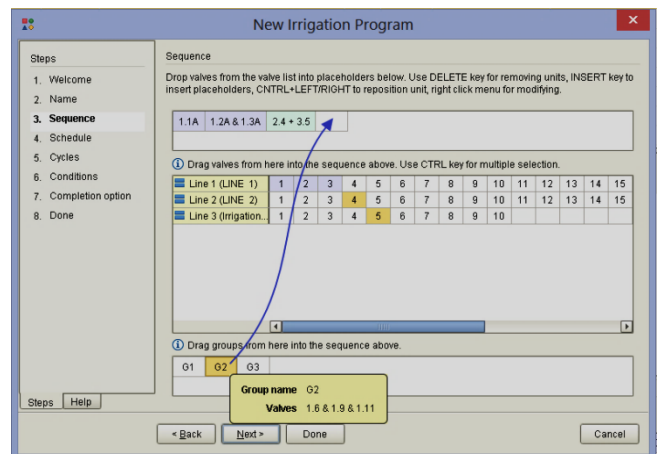 New Irrigation Program
Steps
1. Welcome
2. Name
3. Sequence
4. Schedule
5. Cycles
6. Conditions
7. Completion option
8. Done
Sequence
Drop valves from the valve list into placeholders below. Use DELETE key for removing units, INSERT key to
insert placeholders, CNTRL+LEFT/RIGHT to reposition unit, right click menu for modifying.
1.1A 1.2A & 1.3A 2.4 + 3.5
Drag valves from here into the sequence above. Use CTRL key for multiple selection.
Line 1 (LINE 1) 1 2 3 4 5 6 7 8 9 10 11 12 13 14 15
Line 2 (LINE 2) 1 2 3 4 5 6 7 8 9 10 11 12 13 14 15
Line 3 (Irrigation... 1 2 3 4 5 6 7 8 9 10
Drag groups from here into the sequence above.
G1 G2 G3
Group name G2
Valves 1.6 & 1.9 & 1.11
Steps Help
< Back Next > Done Cancel